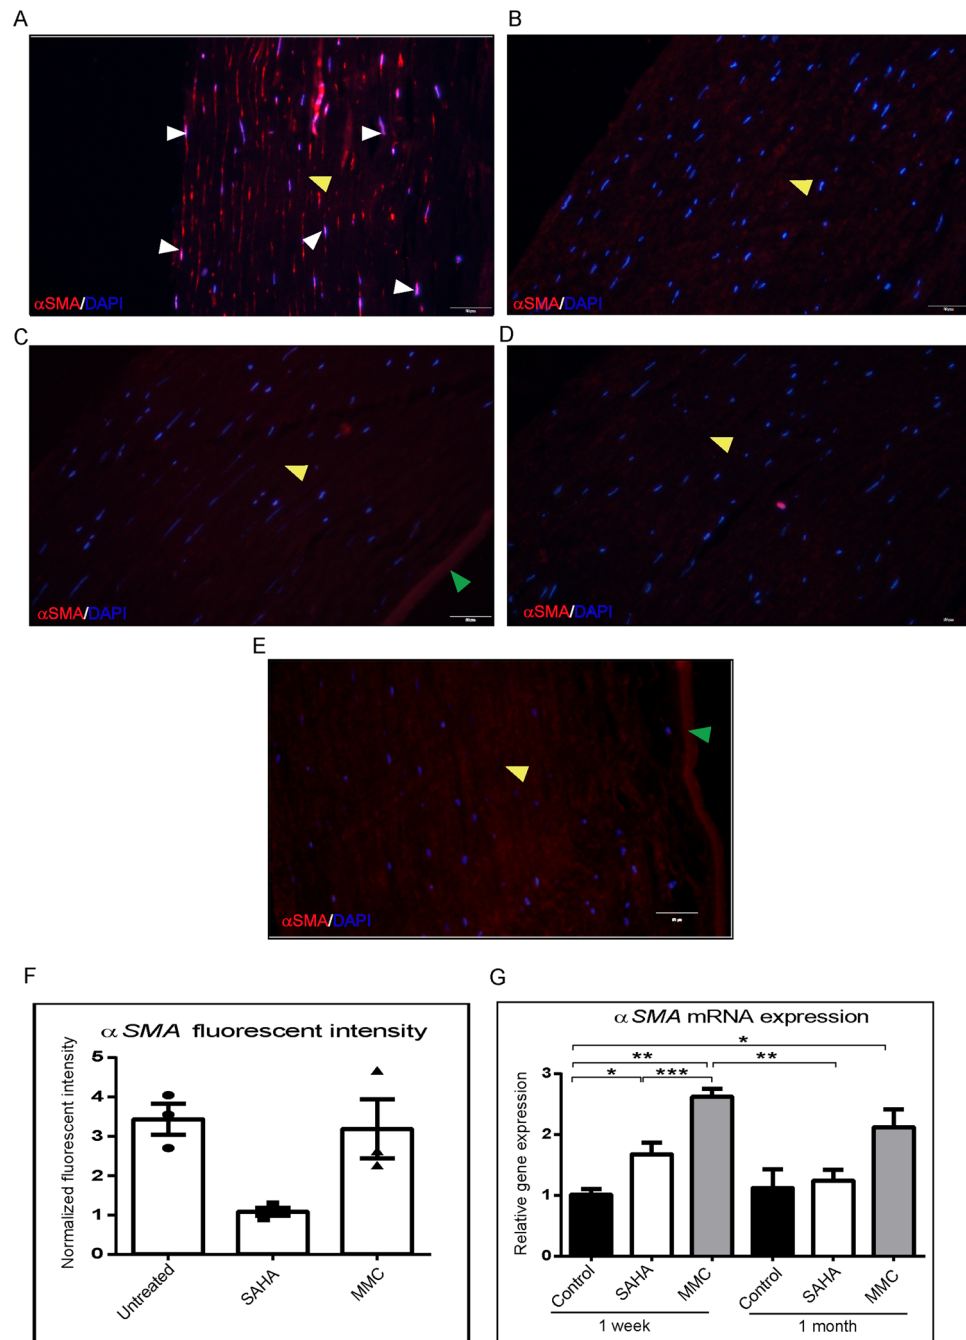 A
B
αSMA/DAPI
αSMA/DAPI
C
D
αSMA/DAPI
αSMA/DAPI
E
αSMA/DAPI
F
G
α SMA fluorescent intensity
Normalized fluorescent intensity
5
4
3
2
1
0
Untreated
SAHA
MMC
α SMA mRNA expression
*
** **
* ***
Relative gene expression
3
2
1
0
Control
SAHA
MMC
Control
SAHA
MMC
1 week
1 month